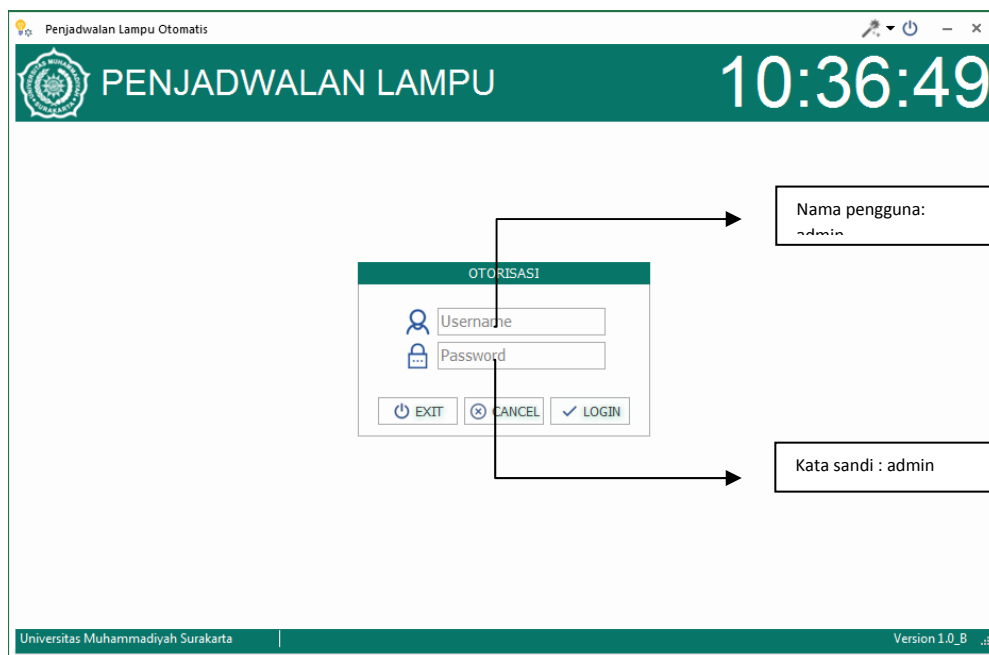 Penjadwalan Lampu Otomatis
PENJADWALAN LAMPU
10:36:49
Nama pengguna:
admin
OTORISASI
Username
Password
EXIT
CANCEL
LOGIN
Kata sandi : admin
Universitas Muhammadiyah Surakarta
Version 1.0_B